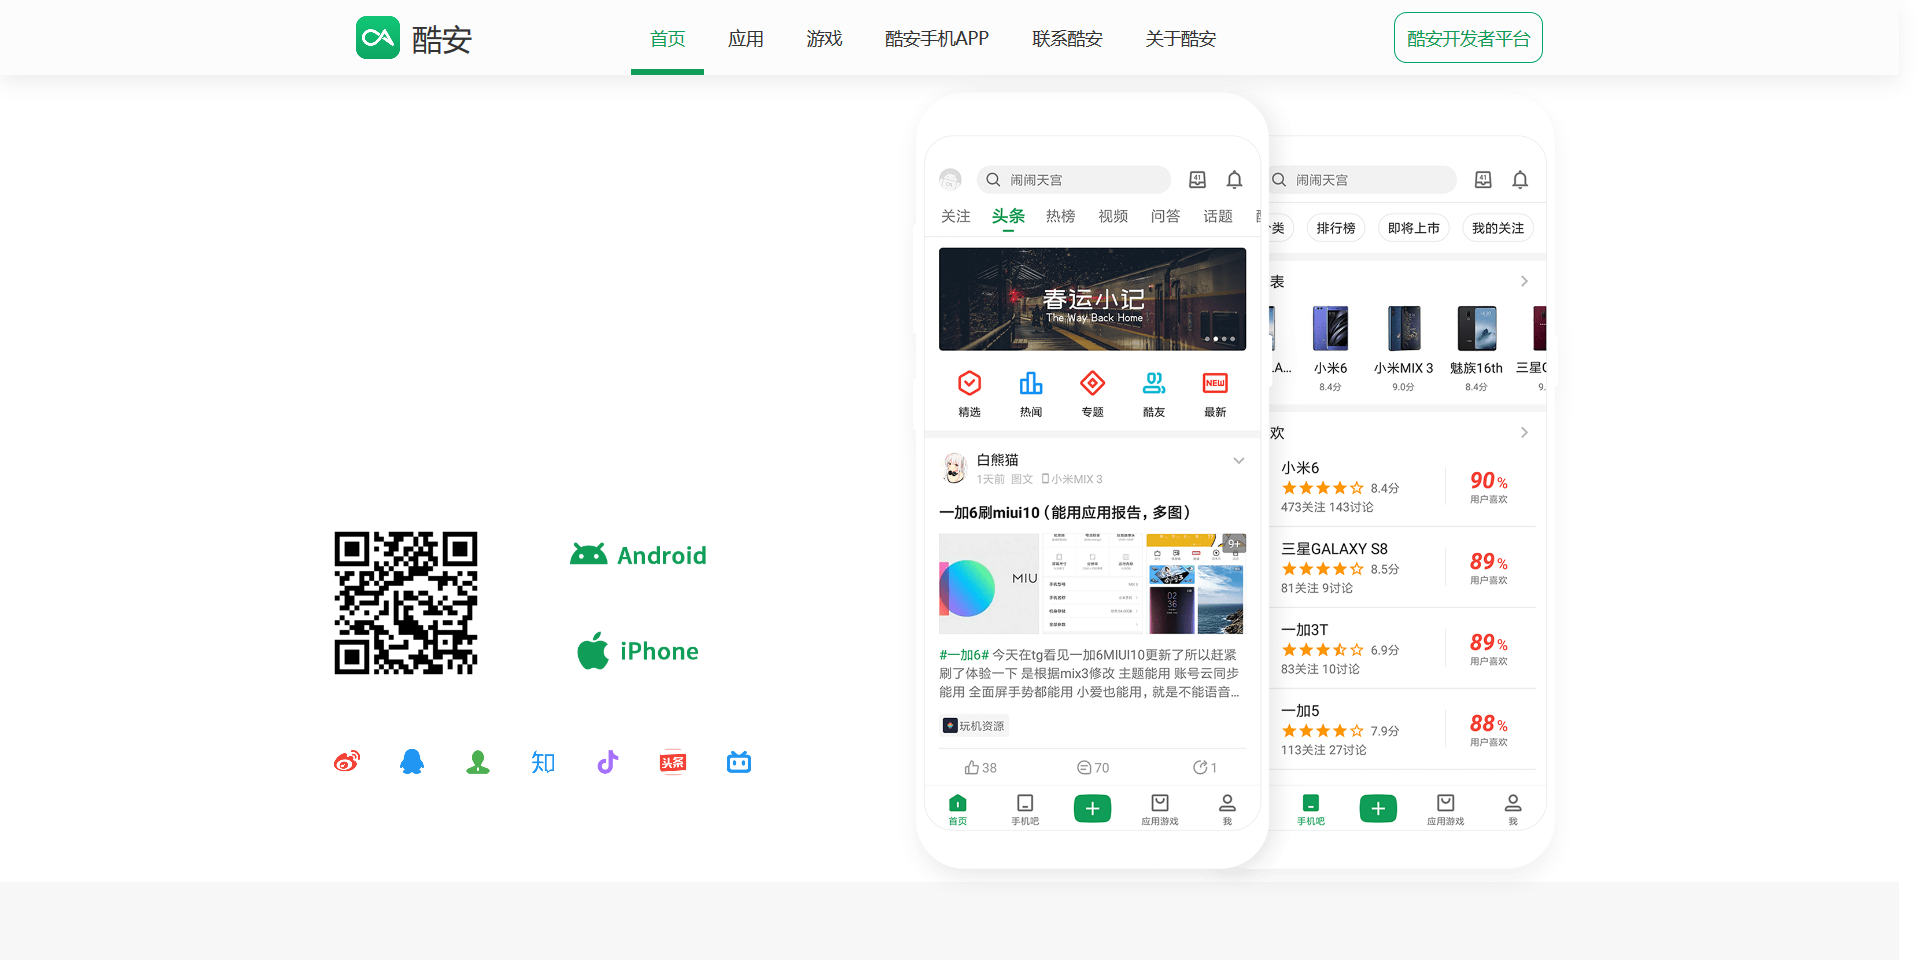 酷安
首页
应用
游戏
酷安手机APP
联系酷安
关于酷安
酷安开发者平台
Android
iPhone
知
头条
闹闹天宫
41
关注
头条
热榜
视频
问答
话题
春运小记
The Way Back Home
精选
热闻
专题
酷友
NEW
最新
白熊猫
1天前 图文 小米MIX 3
一加6刷miui10（能用应用报告，多图）
MIU
02
36
9+
#一加6# 今天在tg看见一加6MIUI10更新了所以赶紧
刷了体验一下 是根据mix3修改 主题能用 账号云同步
能用 全面屏手势都能用 小爱也能用，就是不能语音...
玩机资源
38
70
1
首页
手机吧
应用游戏
我
闹闹天宫
41
类
排行榜
即将上市
我的关注
表
A...
小米6
8.4分
小米MIX 3
9.0分
魅族16th
8.4分
三星G
9.
欢
小米6
8.4分
473关注 143讨论
90%
用户喜欢
三星GALAXY S8
8.5分
81关注 9讨论
89%
用户喜欢
一加3T
6.9分
83关注 10讨论
89%
用户喜欢
一加5
7.9分
113关注 27讨论
88%
用户喜欢
手机吧
应用游戏
我